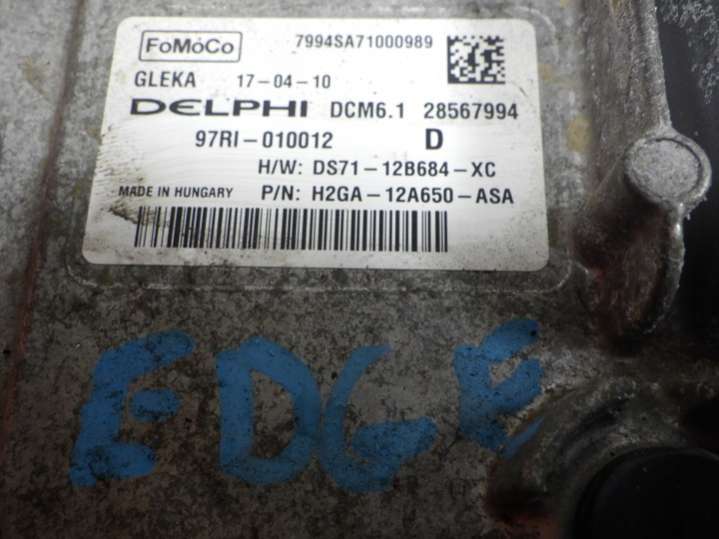 FoMoCo 7994SA71000989
GLEKA 17-04-10
DELPHI DCM6.1 28567994
97RI-010012 D
H/W: DS71-12B684-XC
MADE IN HUNGARY P/N: H2GA-12A650-ASA
EDGE